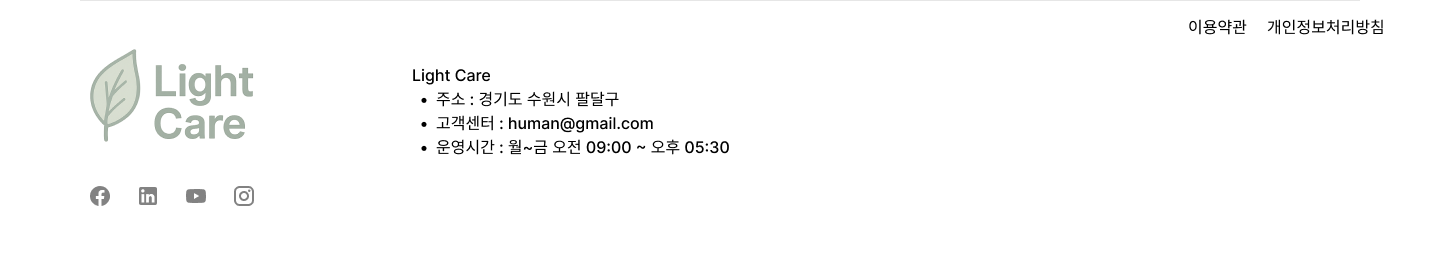 이용약관 개인정보처리방침
Light
Care
Light Care
• 주소 : 경기도 수원시 팔달구
• 고객센터 : human@gmail.com
• 운영시간 : 월~금 오전 09:00 ~ 오후 05:30